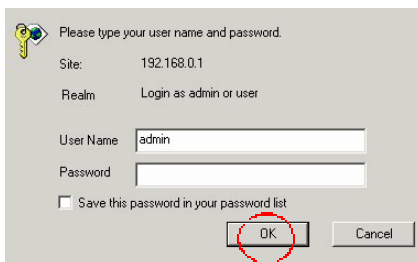 Please type your user name and password.
Site: 192.168.0.1
Realm Login as admin or user
User Name admin
Password
Save this password in your password list
OK Cancel